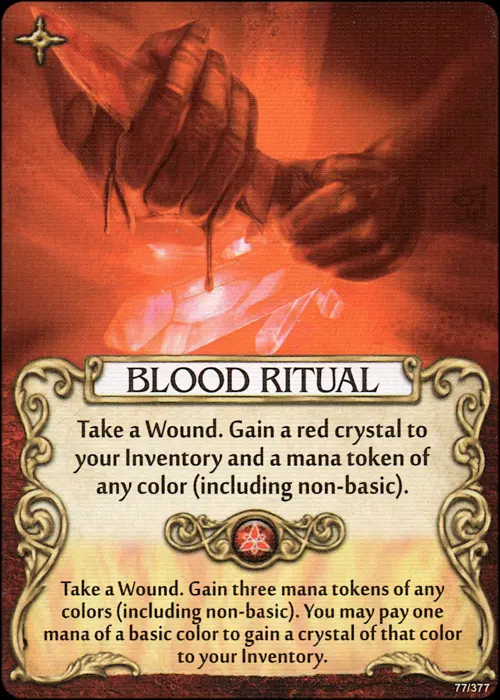 BLOOD RITUAL
Take a Wound. Gain a red crystal to
your Inventory and a mana token of
any color (including non-basic).
Take a Wound. Gain three mana tokens of any
colors (including non-basic). You may pay one
mana of a basic color to gain a crystal of that color
to your Inventory.
77/377